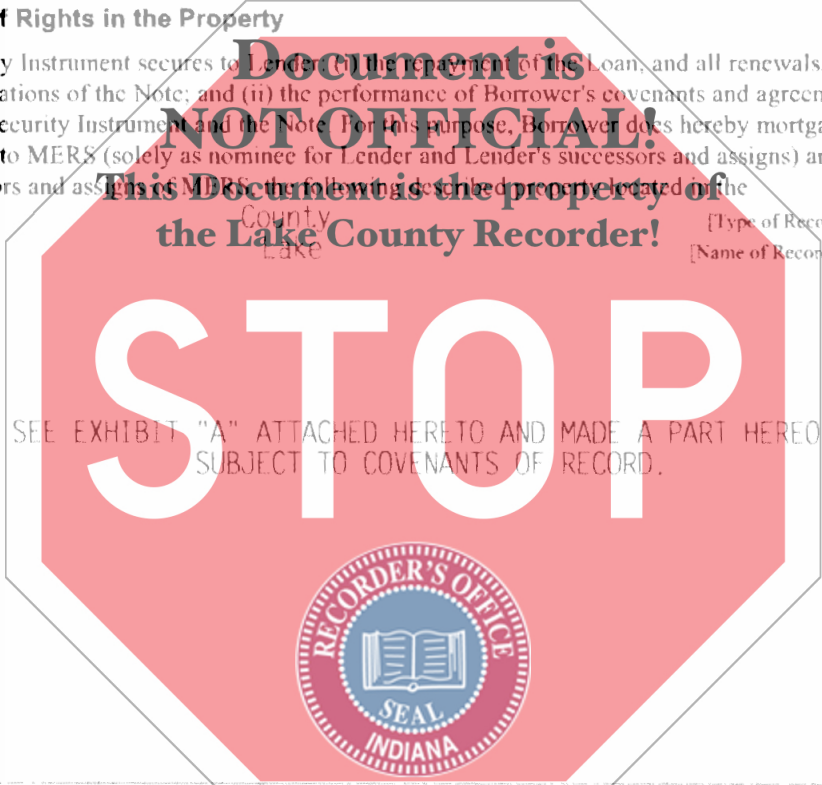 f Rights in the Property
y Instrument secures to Lender: (i) the repayment of the Loan, and all renewals,
ations of the Note; and (ii) the performance of Borrower's covenants and agreem
ecurity Instrument and the Note. For this purpose, Borrower does hereby mortga
to MERS (solely as nominee for Lender and Lender's successors and assigns) an
rs and assigns of MERS, the following described property located in the
County [Type of Reco
Lake [Name of Recor
Document is
NOT OFFICIAL!
This Document is the property of
the Lake County Recorder!
STOP
SEE EXHIBIT "A" ATTACHED HERETO AND MADE A PART HEREO
SUBJECT TO COVENANTS OF RECORD.
RECORDER'S OFFICE
SEAL
INDIANA